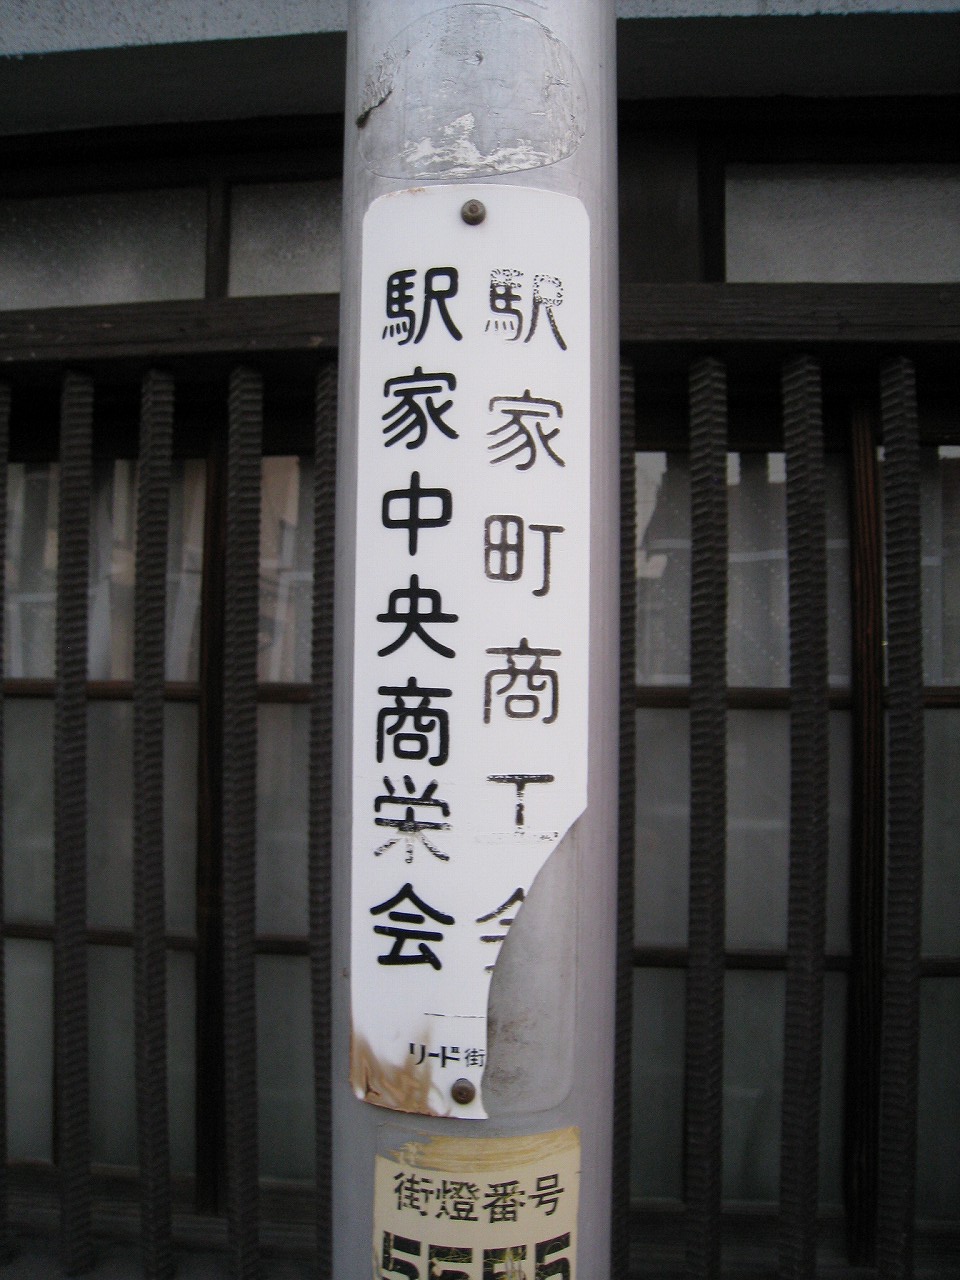 駅家町商工会
駅家中央商栄会
リード街
街燈番号